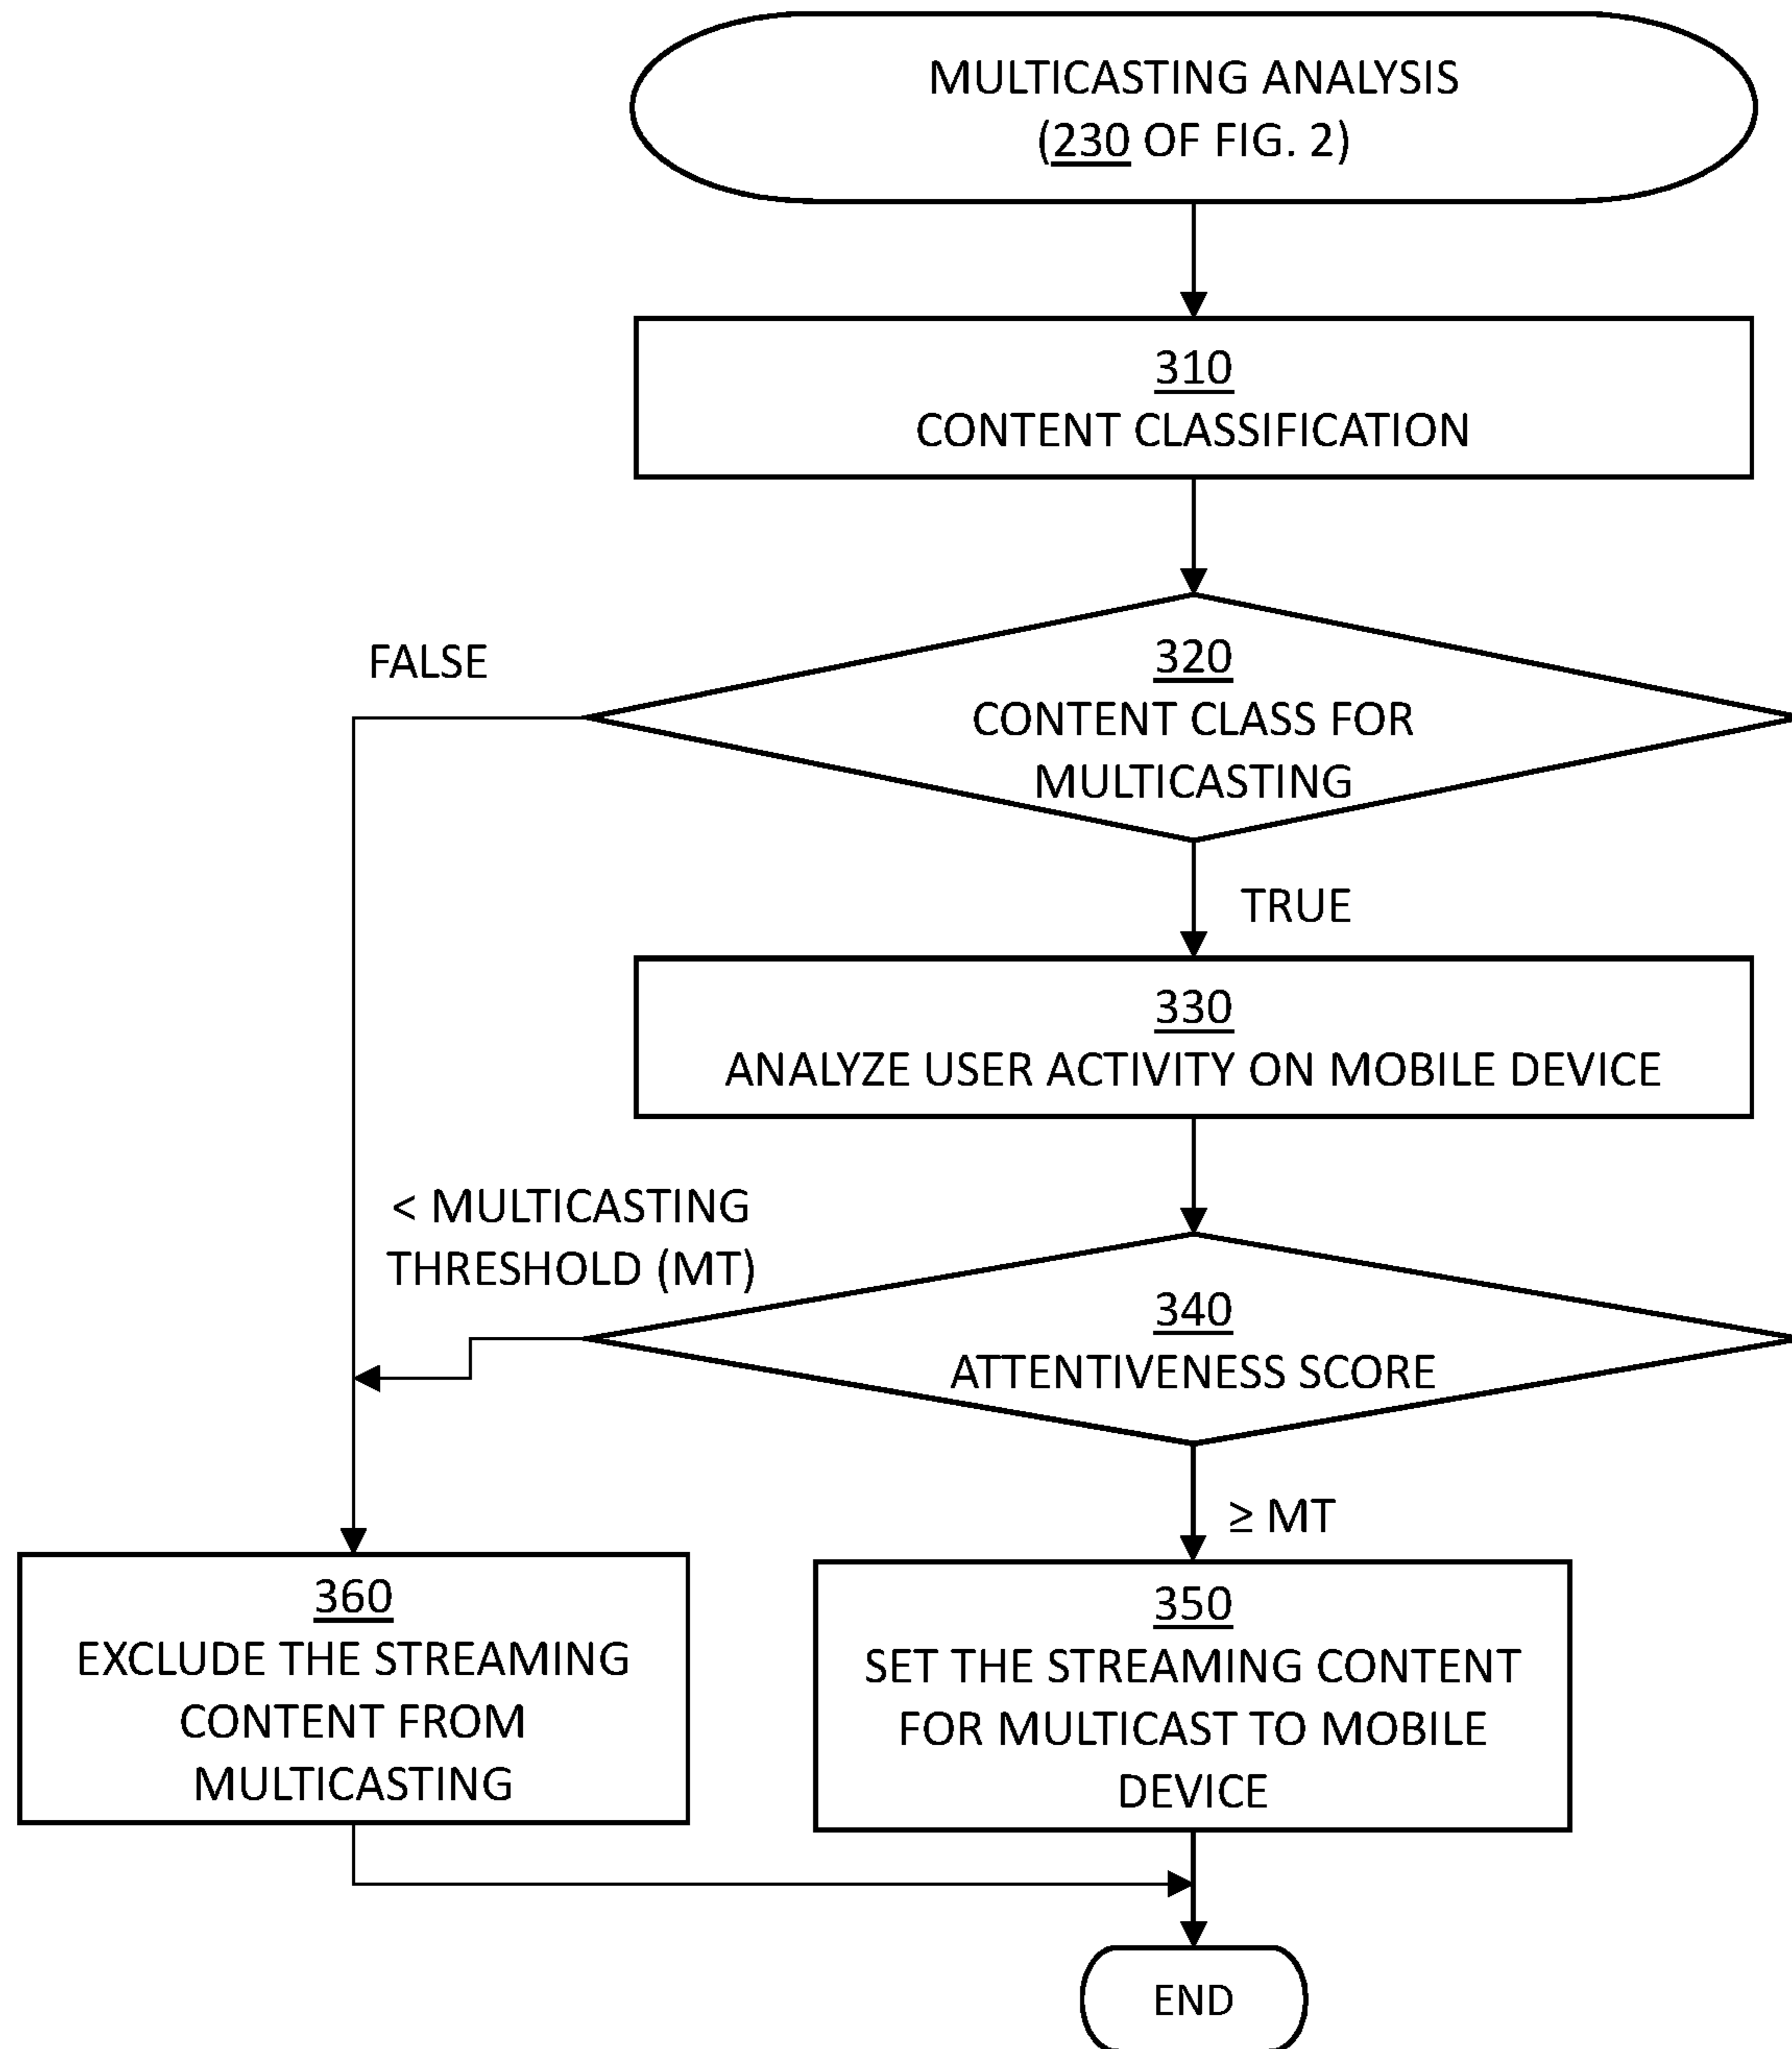 MULTICASTING ANALYSIS
(230 OF FIG. 2)
310
CONTENT CLASSIFICATION
FALSE
320
CONTENT CLASS FOR
MULTICASTING
TRUE
330
ANALYZE USER ACTIVITY ON MOBILE DEVICE
< MULTICASTING
THRESHOLD (MT)
340
ATTENTIVENESS SCORE
≥ MT
360
EXCLUDE THE STREAMING
CONTENT FROM
MULTICASTING
350
SET THE STREAMING CONTENT
FOR MULTICAST TO MOBILE
DEVICE
END